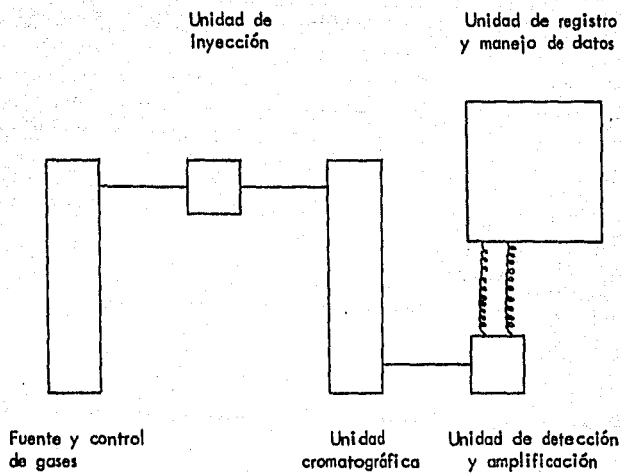 Unidad de
Inyección
Unidad de registro
y manejo de datos
Fuente y control
de gases
Unidad
cromatográfica
Unidad de detección
y amplificación